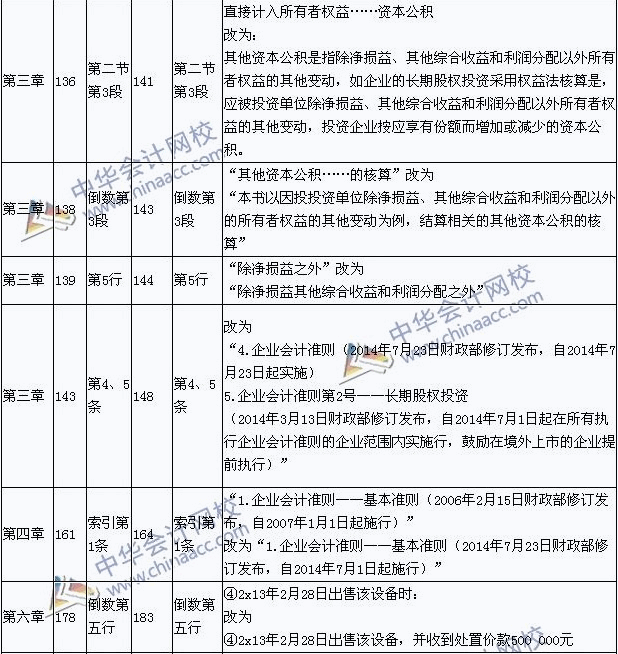 直接计入所有者权益……资本公积
改为:
其他资本公积是指除净损益、其他综合收益和利润分配以外所有
者权益的其他变动，如企业的长期股权投资采用权益法核算是，
应被投资单位除净损益、其他综合收益和利润分配以外所有者权
益的其他变动，投资企业按应享有份额而增加或减少的资本公
积。
第三章 136 第二节 141 第二节
第3段 第3段
“其他资本公积……的核算”改为
“本书以因投投资单位除净损益、其他综合收益和利润分配以外
的所有者权益的其他变动为例，结算相关的其他资本公积的核
算”
第三章 138 倒数第 143 倒数第
3段 3段
第三章 139 第5行 144 第5行
“除净损益之外”改为
“除净损益其他综合收益和利润分配之外”
第三章 143 第4、5 148 第4、5
条 条
改为
“4.企业会计准则（2014年7月23日财政部修订发布，自2014年7
月23日起实施）
5.企业会计准则第2号——长期股权投资
（2014年3月13日财政部修订发布，自2014年7月1日起在所有执
行企业会计准则的企业范围内实施行，鼓励在境外上市的企业提
前执行）”
第四章 161 索引第 164 索引第
1条 1条
“1.企业会计准则——基本准则（2006年2月15日财政部修订发
布，自2007年1月1日起施行）”
改为“1.企业会计准则——基本准则（2014年7月23日财政部修
订发布，自2014年7月1日起施行）”
第六章 178 倒数第 183 倒数第
五行 五行
④2x13年2月28日出售该设备时:
改为
④2x13年2月28日出售该设备，并收到处置价款500 000元
中华会计网校
www.chinaacc.com
中华会计网校
www.chinaacc.com
中华会计网校
www.chinaacc.com